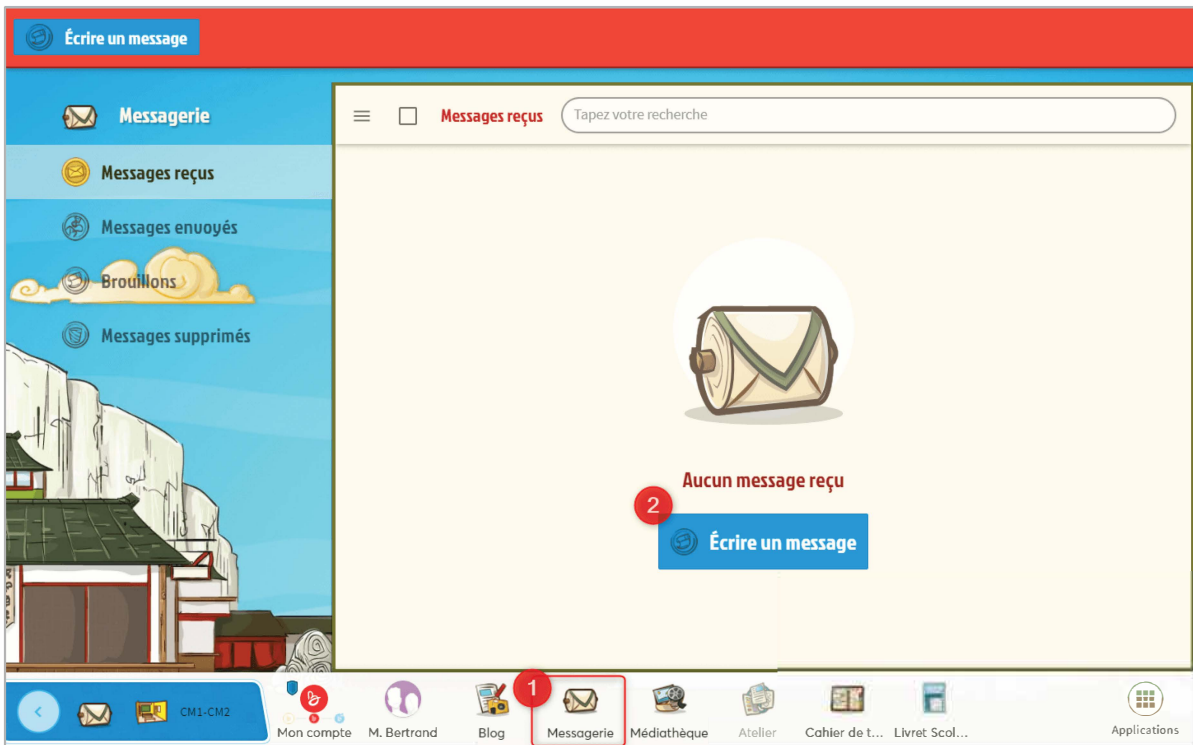 Écrire un message
Messagerie
Messages reçus
Messages envoyés
Brouillons
Messages supprimés
Messages reçus
Tapez votre recherche
Aucun message reçu
2
Écrire un message
CM1-CM2
Mon compte
M. Bertrand
Blog
1
Messagerie
Médiathèque
Atelier
Cahier de t...
Livret Scol...
Applications